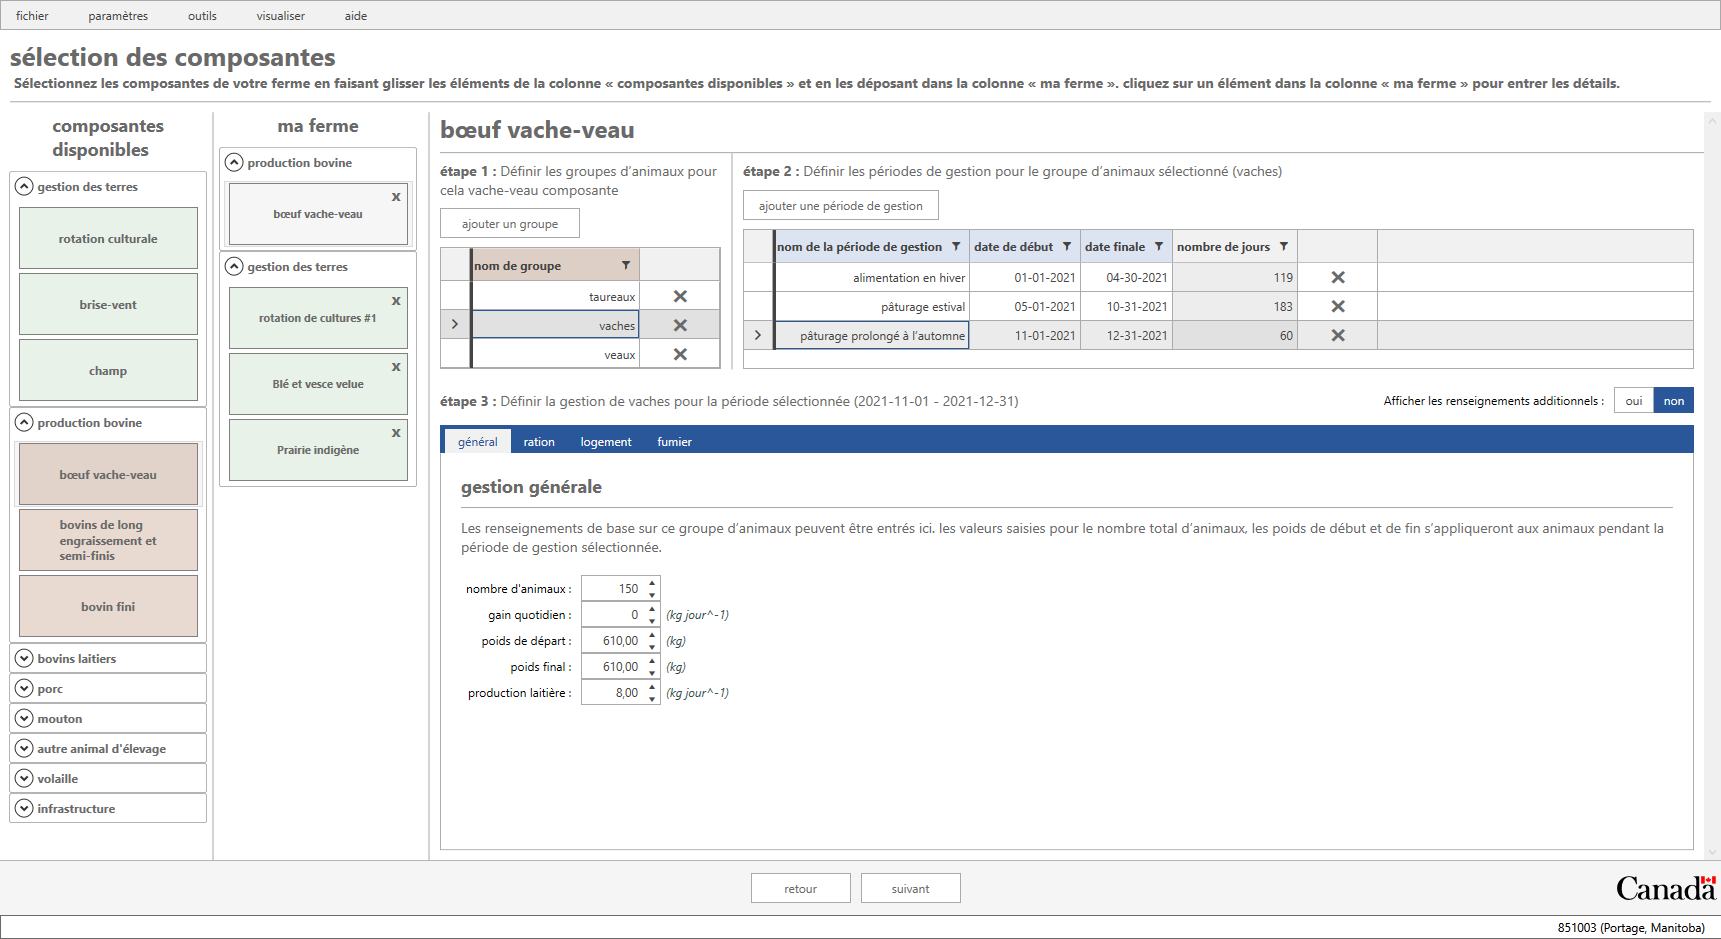 fichier paramètres outils visualiser aide
sélection des composantes
Sélectionnez les composantes de votre ferme en faisant glisser les éléments de la colonne « composantes disponibles » et en les déposant dans la colonne « ma ferme ». cliquez sur un élément dans la colonne « ma ferme » pour entrer les détails.
composantes
disponibles
gestion des terres
rotation culturale
brise-vent
champ
production bovine
bœuf vache-veau
bovins de long
engraissement et
semi-finis
bovin fini
bovins laitiers
porc
mouton
autre animal d'élevage
volaille
infrastructure
ma ferme
production bovine
bœuf vache-veau x
gestion des terres
rotation de cultures #1 x
Blé et vesce velue x
Prairie indigène x
bœuf vache-veau
étape 1 : Définir les groupes d'animaux pour
cela vache-veau composante
ajouter un groupe
nom de groupe
taureaux
vaches
veaux
étape 2 : Définir les périodes de gestion pour le groupe d'animaux sélectionné (vaches)
ajouter une période de gestion
nom de la période de gestion date de début date finale nombre de jours
alimentation en hiver 01-01-2021 04-30-2021 119
pâturage estival 05-01-2021 10-31-2021 183
pâturage prolongé à l'automne 11-01-2021 12-31-2021 60
étape 3 : Définir la gestion de vaches pour la période sélectionnée (2021-11-01 - 2021-12-31)
Afficher les renseignements additionnels : oui non
général ration logement fumier
gestion générale
Les renseignements de base sur ce groupe d'animaux peuvent être entrés ici. les valeurs saisies pour le nombre total d'animaux, les poids de début et de fin s'appliqueront aux animaux pendant la
période de gestion sélectionnée.
nombre d'animaux : 150
gain quotidien : 0 (kg jour^-1)
poids de départ : 610,00 (kg)
poids final : 610,00 (kg)
production laitière : 8,00 (kg jour^-1)
retour suivant
Canada
851003 (Portage, Manitoba)